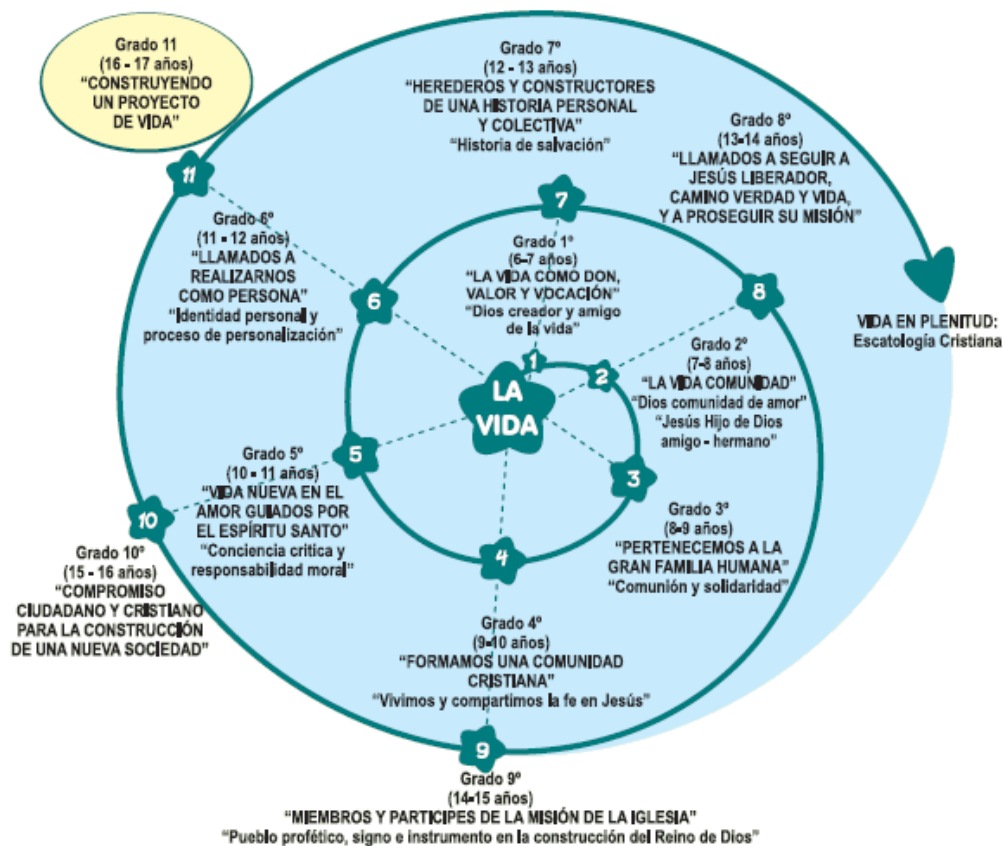 LA
VIDA
1
Grado 1º
(6-7 años)
“LA VIDA COMO DON,
VALOR Y VOCACIÓN”
“Dios creador y amigo
de la vida”
2
Grado 2º
(7-8 años)
“LA VIDA COMUNIDAD”
“Dios comunidad de amor”
“Jesús Hijo de Dios
amigo - hermano”
3
Grado 3º
(8-9 años)
“PERTENECEMOS A LA
GRAN FAMILIA HUMANA”
“Comunión y solidaridad”
4
Grado 4º
(9-10 años)
“FORMAMOS UNA COMUNIDAD
CRISTIANA”
“Vivimos y compartimos la fe en Jesús”
5
Grado 5º
(10 - 11 años)
“VIDA NUEVA EN EL
AMOR GUIADOS POR
EL ESPÍRITU SANTO”
“Conciencia critica y
responsabilidad moral”
6
Grado 6º
(11 - 12 años)
“LLAMADOS A
REALIZARNOS
COMO PERSONA”
“Identidad personal y
proceso de personalización”
7
Grado 7º
(12 - 13 años)
“HEREDEROS Y CONSTRUCTORES
DE UNA HISTORIA PERSONAL
Y COLECTIVA”
“Historia de salvación”
8
Grado 8º
(13-14 años)
“LLAMADOS A SEGUIR A
JESÚS LIBERADOR,
CAMINO VERDAD Y VIDA,
Y A PROSEGUIR SU MISIÓN”
9
Grado 9º
(14-15 años)
“MIEMBROS Y PARTICIPES DE LA MISIÓN DE LA IGLESIA”
“Pueblo profético, signo e instrumento en la construcción del Reino de Dios”
10
Grado 10º
(15 - 16 años)
“COMPROMISO
CIUDADANO Y CRISTIANO
PARA LA CONSTRUCCIÓN
DE UNA NUEVA SOCIEDAD”
11
Grado 11
(16 - 17 años)
“CONSTRUYENDO
UN PROYECTO
DE VIDA”
VIDA EN PLENITUD:
Escatología Cristiana